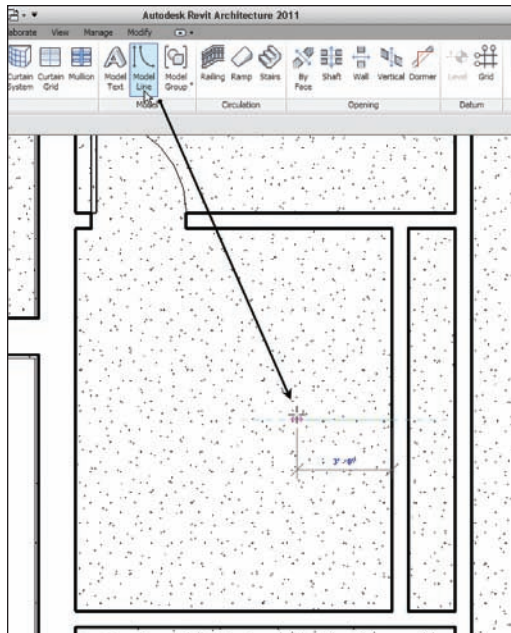 Autodesk Revit Architecture 2011
aborate View Manage Modify
Curtain System Curtain Grid Mullion Model Text Model Line Model Group Railing Ramp Stairs By Face Shaft Wall Vertical Dormer Level Grid
Model Circulation Opening Datum